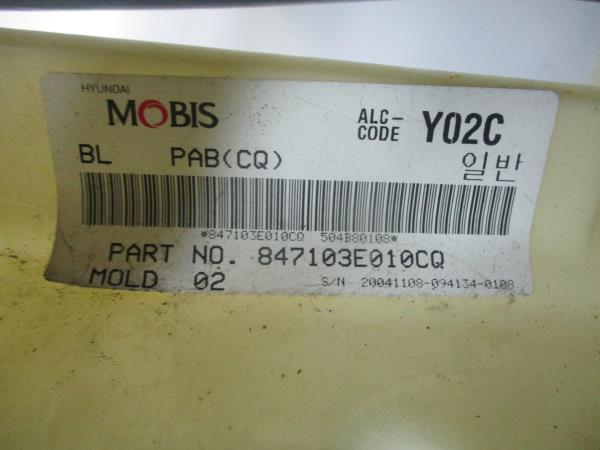 HYUNDAI
MOBIS
ALC-CODE Y02C
BL PAB(CQ) 일반
*847103E010CQ 504B80108*
PART NO. 847103E010CQ
MOLD 02 S/N 20041108-094134-0108